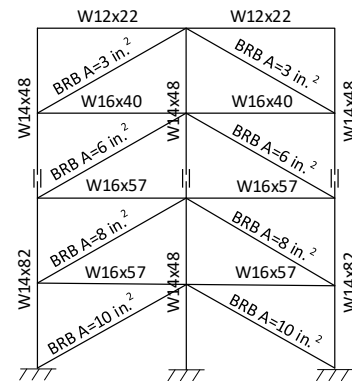 W12x22 W12x22
BRB A=3 in.² BRB A=3 in.²
W14x48 W14x48 W14x48
W16x40 W16x40
BRB A=6 in.² BRB A=6 in.²
W16x57 W16x57
BRB A=8 in.² BRB A=8 in.²
W14x82 W14x48 W14x82
W16x57 W16x57
BRB A=10 in.² BRB A=10 in.²